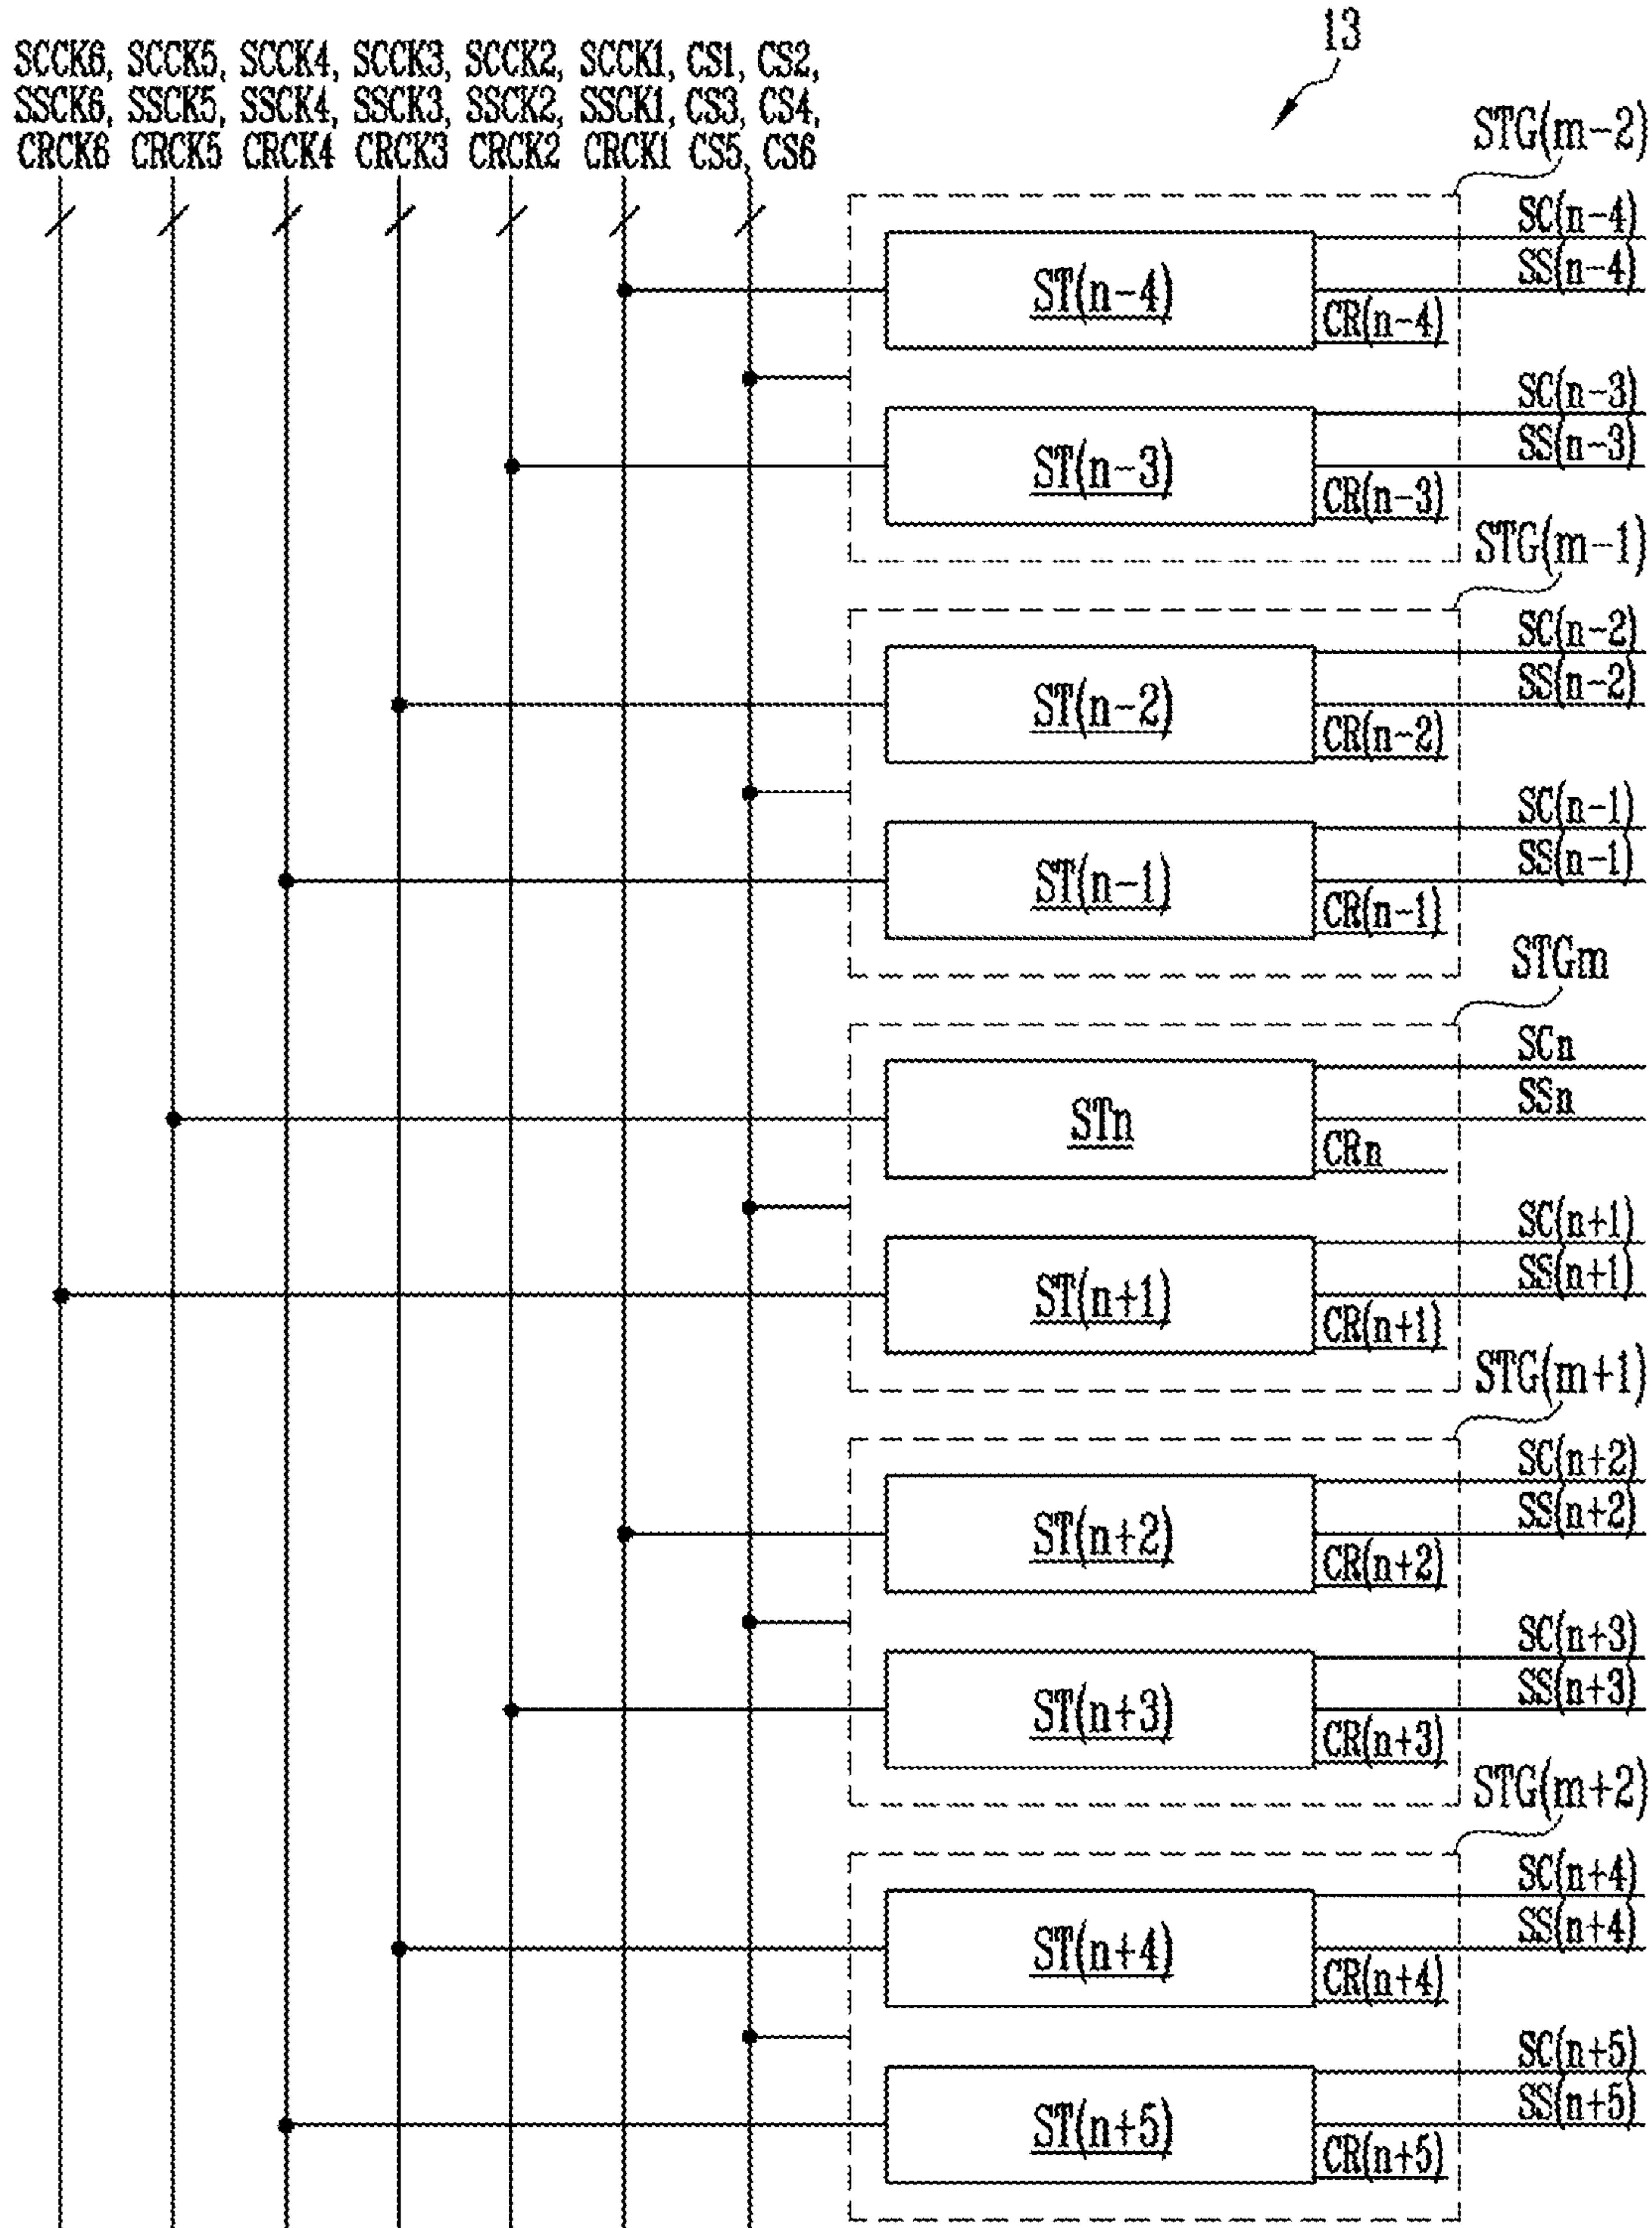 13
SCCK6, SCCK5, SCCK4, SCCK3, SCCK2, SCCK1, CS1, CS2,
SSCK6, SSCK5, SSCK4, SSCK3, SSCK2, SSCK1, CS3, CS4,
CRCK6 CRCK5 CRCK4 CRCK3 CRCK2 CRCK1 CS5, CS6
STG(m-2)
SC(n-4)
ST(n-4)
SS(n-4)
CR(n-4)
SC(n-3)
ST(n-3)
SS(n-3)
CR(n-3)
STG(m-1)
SC(n-2)
ST(n-2)
SS(n-2)
CR(n-2)
SC(n-1)
ST(n-1)
SS(n-1)
CR(n-1)
STGm
SCn
STn
SSn
CRn
SC(n+1)
ST(n+1)
SS(n+1)
CR(n+1)
STG(m+1)
SC(n+2)
ST(n+2)
SS(n+2)
CR(n+2)
SC(n+3)
ST(n+3)
SS(n+3)
CR(n+3)
STG(m+2)
SC(n+4)
ST(n+4)
SS(n+4)
CR(n+4)
SC(n+5)
ST(n+5)
SS(n+5)
CR(n+5)